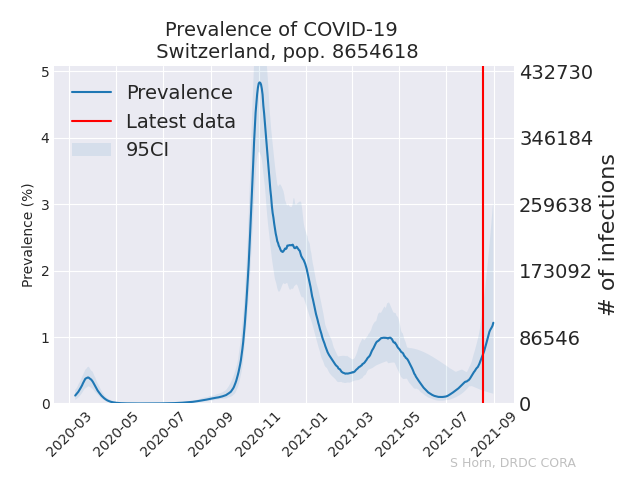 Prevalence of COVID-19
Switzerland, pop. 8654618
Prevalence
Latest data
95CI
Prevalence (%)
5
4
3
2
1
0
432730
346184
259638
173092
86546
0
# of infections
2020-03
2020-05
2020-07
2020-09
2020-11
2021-01
2021-03
2021-05
2021-07
2021-09
S Horn, DRDC CORA